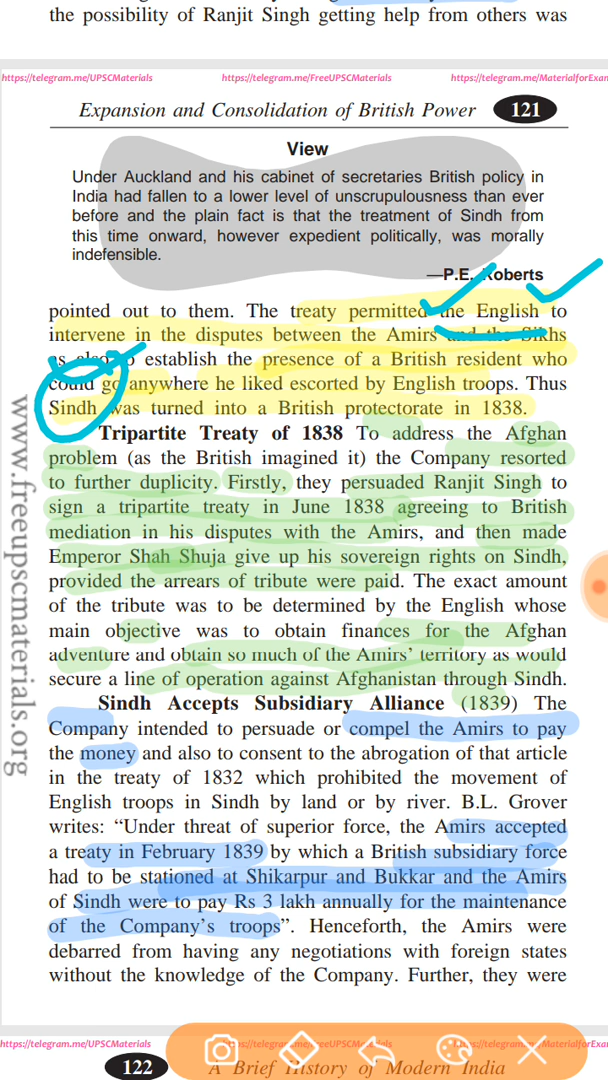 the possibility of Ranjit Singh getting help from others was
https://telegram.me/UPSCMaterials https://telegram.me/FreeUPSCMaterials https://telegram.me/MaterialforExam
Expansion and Consolidation of British Power 121
View
Under Auckland and his cabinet of secretaries British policy in
India had fallen to a lower level of unscrupulousness than ever
before and the plain fact is that the treatment of Sindh from
this time onward, however expedient politically, was morally
indefensible.
—P.E. Roberts
pointed out to them. The treaty permitted the English to
intervene in the disputes between the Amirs and the Sikhs
as also to establish the presence of a British resident who
could go anywhere he liked escorted by English troops. Thus
Sindh was turned into a British protectorate in 1838.
Tripartite Treaty of 1838 To address the Afghan
problem (as the British imagined it) the Company resorted
to further duplicity. Firstly, they persuaded Ranjit Singh to
sign a tripartite treaty in June 1838 agreeing to British
mediation in his disputes with the Amirs, and then made
Emperor Shah Shuja give up his sovereign rights on Sindh,
provided the arrears of tribute were paid. The exact amount
of the tribute was to be determined by the English whose
main objective was to obtain finances for the Afghan
adventure and obtain so much of the Amirs' territory as would
secure a line of operation against Afghanistan through Sindh.
Sindh Accepts Subsidiary Alliance (1839) The
Company intended to persuade or compel the Amirs to pay
the money and also to consent to the abrogation of that article
in the treaty of 1832 which prohibited the movement of
English troops in Sindh by land or by river. B.L. Grover
writes: “Under threat of superior force, the Amirs accepted
a treaty in February 1839 by which a British subsidiary force
had to be stationed at Shikarpur and Bukkar and the Amirs
of Sindh were to pay Rs 3 lakh annually for the maintenance
of the Company's troops”. Henceforth, the Amirs were
debarred from having any negotiations with foreign states
without the knowledge of the Company. Further, they were
www.freeupscmaterials.org
https://telegram.me/UPSCMaterials
122 A Brief History of Modern India